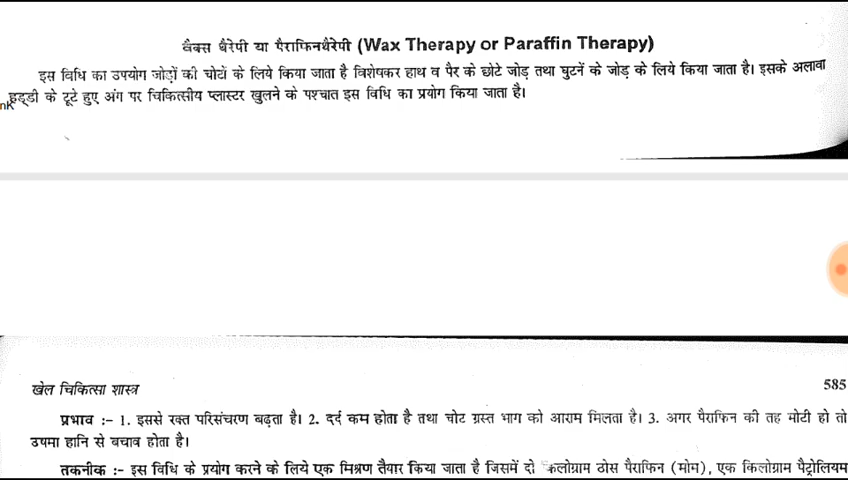 वैक्स थैरेपी या पैराफिनथैरेपी (Wax Therapy or Paraffin Therapy)
इस विधि का उपयोग जोड़ों की चोटों के लिये किया जाता है विशेषकर हाथ व पैर के छोटे जोड़ तथा घुटनें के जोड़ के लिये किया जाता है। इसके अलावा
हड्डी के टूटे हुए अंग पर चिकित्सीय प्लास्टर खुलने के पश्चात इस विधि का प्रयोग किया जाता है।
खेल चिकित्सा शास्त्र 585
प्रभाव :– 1. इससे रक्त परिसंचरण बढ़ता है। 2. दर्द कम होता है तथा चोट ग्रस्त भाग को आराम मिलता है। 3. अगर पैराफिन की तह मोटी हो तो
उषमा हानि से बचाव होता है।
तकनीक :– इस विधि के प्रयोग करने के लिये एक मिश्रण तैयार किया जाता है जिसमें दो किलोग्राम ठोस पैराफिन (मोम), एक किलोग्राम पैट्रोलियम